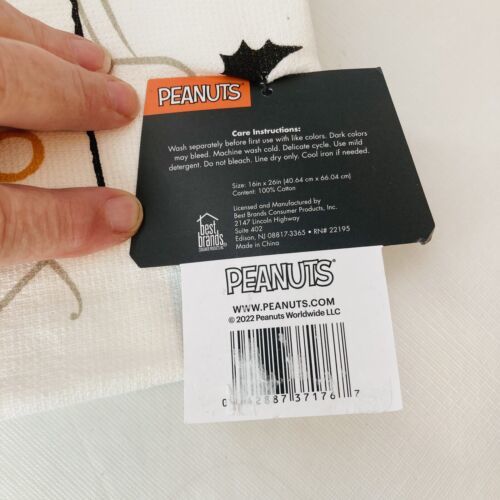 PEANUTS®
Care Instructions:
Wash separately before first use with like colors. Dark colors
may bleed. Machine wash cold. Delicate cycle. Use mild
detergent. Do not bleach. Line dry only. Cool iron if needed.
Size: 16in x 26in (40.64 cm x 66.04 cm)
Content: 100% Cotton
Licensed and Manufactured by
Best Brands Consumer Products, Inc.
2147 Lincoln Highway
Suite 402
Edison, NJ 08817-3365 • RN# 22195
Made in China
best
brands
CONSUMER PRODUCTS INC
PEANUTS®
WWW.PEANUTS.COM
© 2022 Peanuts Worldwide LLC
42887 37176 7